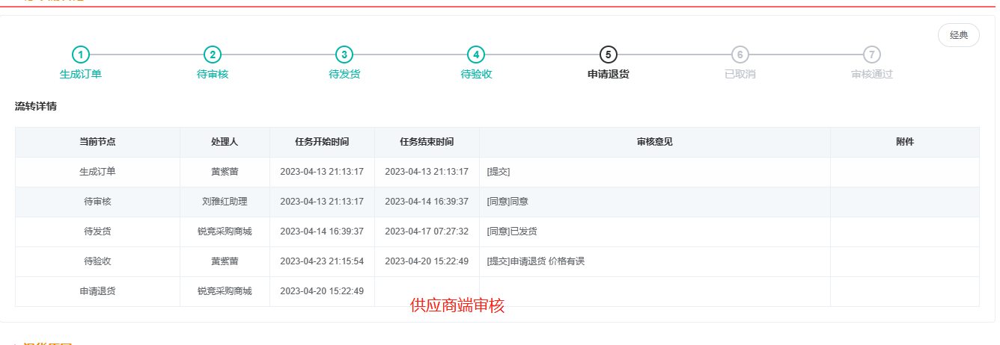 经典
1 2 3 4 5 6 7
生成订单 待审核 待发货 待验收 申请退货 已取消 审核通过
流转详情
当前节点 处理人 任务开始时间 任务结束时间 审核意见 附件
生成订单 黄紫茵 2023-04-13 21:13:17 2023-04-13 21:13:17 [提交]
待审核 刘雅红助理 2023-04-13 21:13:17 2023-04-14 16:39:37 [同意]同意
待发货 锐竞采购商城 2023-04-14 16:39:37 2023-04-17 07:27:32 [同意]已发货
待验收 黄紫茵 2023-04-23 21:15:54 2023-04-20 15:22:49 [提交]申请退货 价格有误
申请退货 锐竞采购商城 2023-04-20 15:22:49
供应商端审核